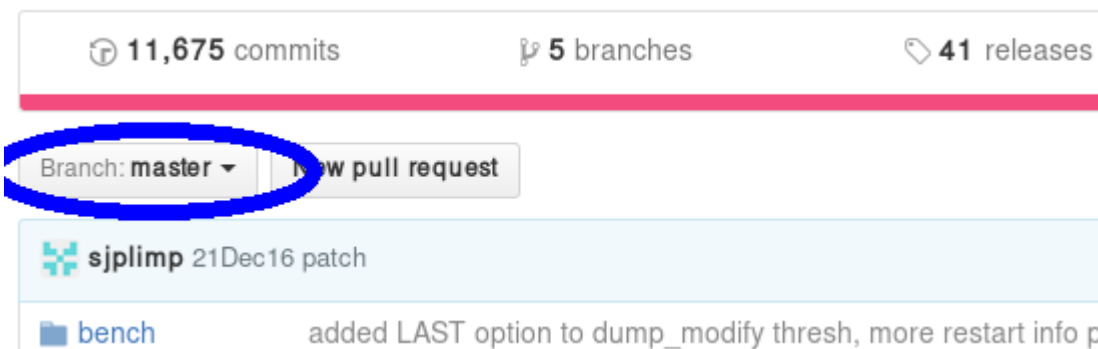 11,675 commits 5 branches 41 releases
Branch: master New pull request
sjplimp 21Dec16 patch
bench added LAST option to dump_modify thresh, more restart info p